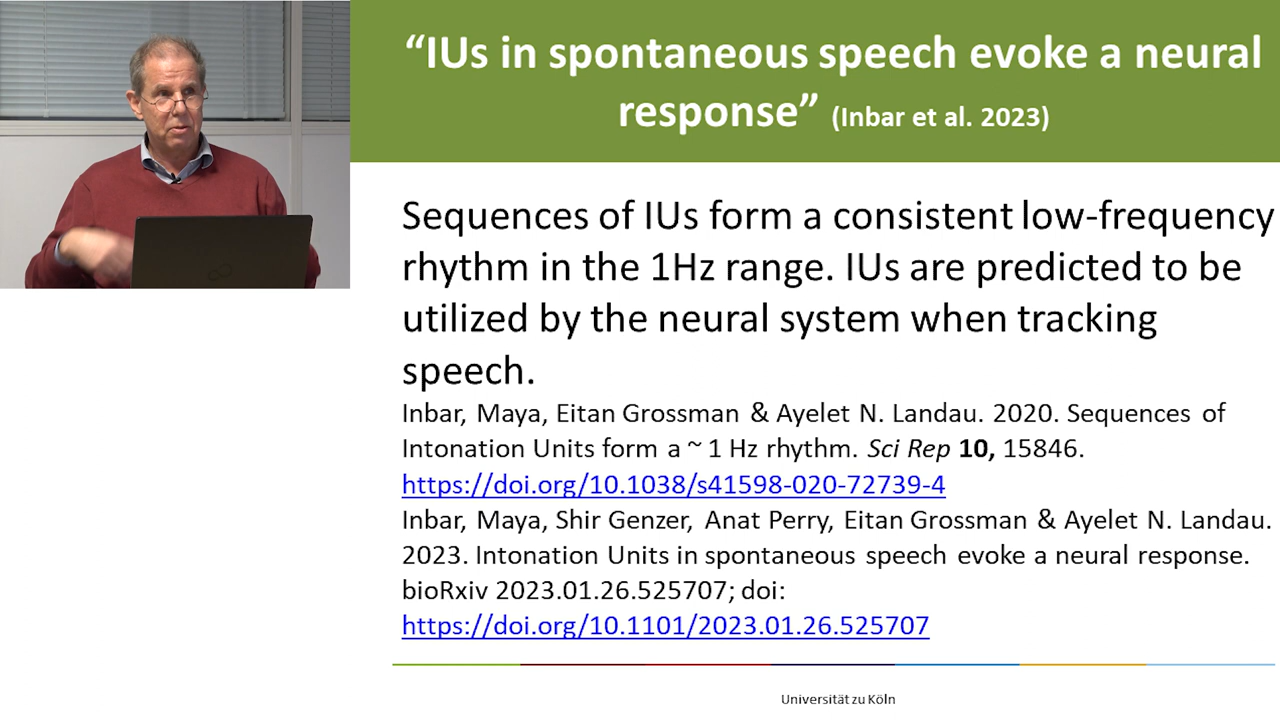 “IUs in spontaneous speech evoke a neural
response” (Inbar et al. 2023)
Sequences of IUs form a consistent low-frequency
rhythm in the 1Hz range. IUs are predicted to be
utilized by the neural system when tracking
speech.
Inbar, Maya, Eitan Grossman & Ayelet N. Landau. 2020. Sequences of
Intonation Units form a ~ 1 Hz rhythm. Sci Rep 10, 15846.
https://doi.org/10.1038/s41598-020-72739-4
Inbar, Maya, Shir Genzer, Anat Perry, Eitan Grossman & Ayelet N. Landau.
2023. Intonation Units in spontaneous speech evoke a neural response.
bioRxiv 2023.01.26.525707; doi:
https://doi.org/10.1101/2023.01.26.525707
Universität zu Köln